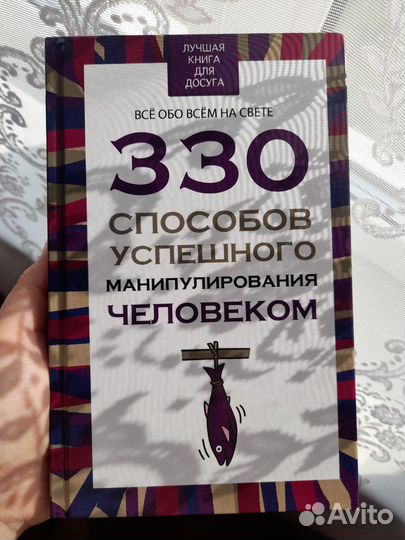 ЛУЧШАЯ
КНИГА
ДЛЯ
ДОСУГА
ВСЁ ОБО ВСЁМ НА СВЕТЕ
330
СПОСОБОВ
УСПЕШНОГО
МАНИПУЛИРОВАНИЯ
ЧЕЛОВЕКОМ
Avito